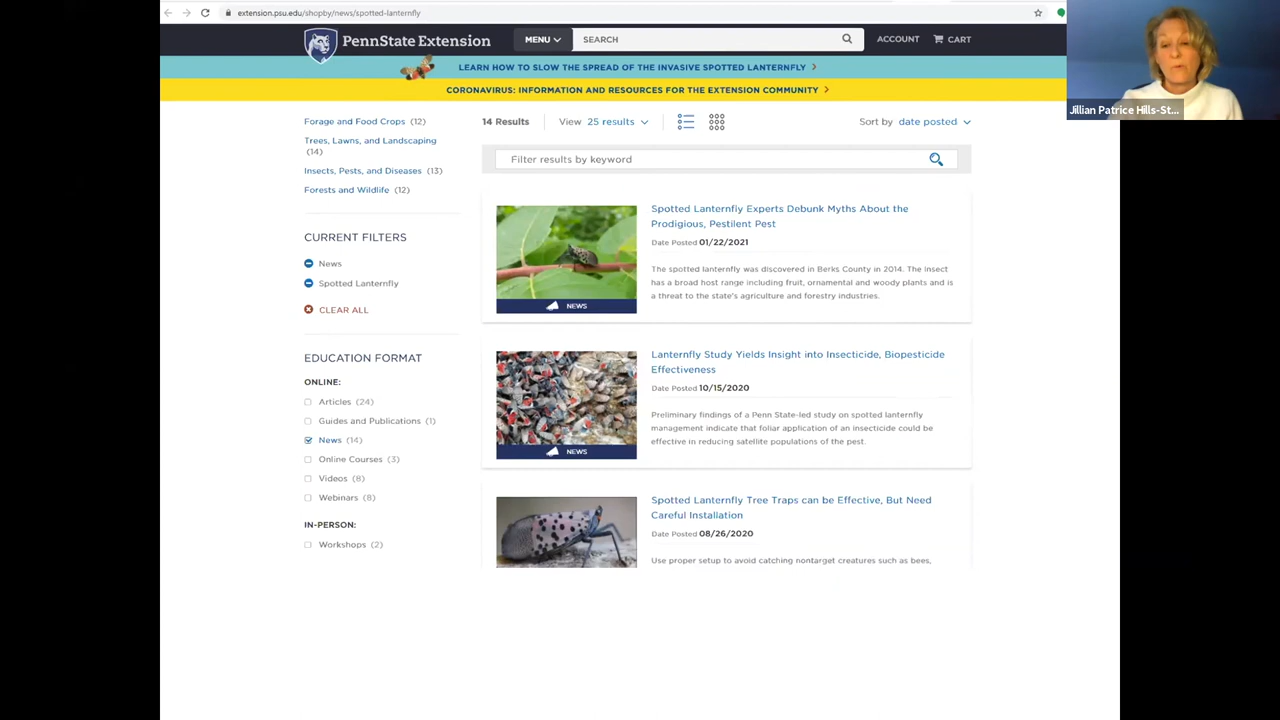 extension.psu.edu/shopby/news/spotted-lanternfly
PennState Extension
MENU
SEARCH
ACCOUNT
CART
LEARN HOW TO SLOW THE SPREAD OF THE INVASIVE SPOTTED LANTERNFLY
CORONAVIRUS: INFORMATION AND RESOURCES FOR THE EXTENSION COMMUNITY
Jillian Patrice Hills-St...
Forage and Food Crops (12)
Trees, Lawns, and Landscaping
(14)
Insects, Pests, and Diseases (13)
Forests and Wildlife (12)
CURRENT FILTERS
News
Spotted Lanternfly
CLEAR ALL
EDUCATION FORMAT
ONLINE:
Articles (24)
Guides and Publications (1)
News (14)
Online Courses (3)
Videos (8)
Webinars (8)
IN-PERSON:
Workshops (2)
14 Results
View 25 results
Sort by date posted
Filter results by keyword
Spotted Lanternfly Experts Debunk Myths About the
Prodigious, Pestilent Pest
Date Posted 01/22/2021
The spotted lanternfly was discovered in Berks County in 2014. The insect
has a broad host range including fruit, ornamental and woody plants and is
a threat to the state's agriculture and forestry industries.
NEWS
Lanternfly Study Yields Insight into Insecticide, Biopesticide
Effectiveness
Date Posted 10/15/2020
Preliminary findings of a Penn State-led study on spotted lanternfly
management indicate that foliar application of an insecticide could be
effective in reducing satellite populations of the pest.
NEWS
Spotted Lanternfly Tree Traps can be Effective, But Need
Careful Installation
Date Posted 08/26/2020
Use proper setup to avoid catching nontarget creatures such as bees,